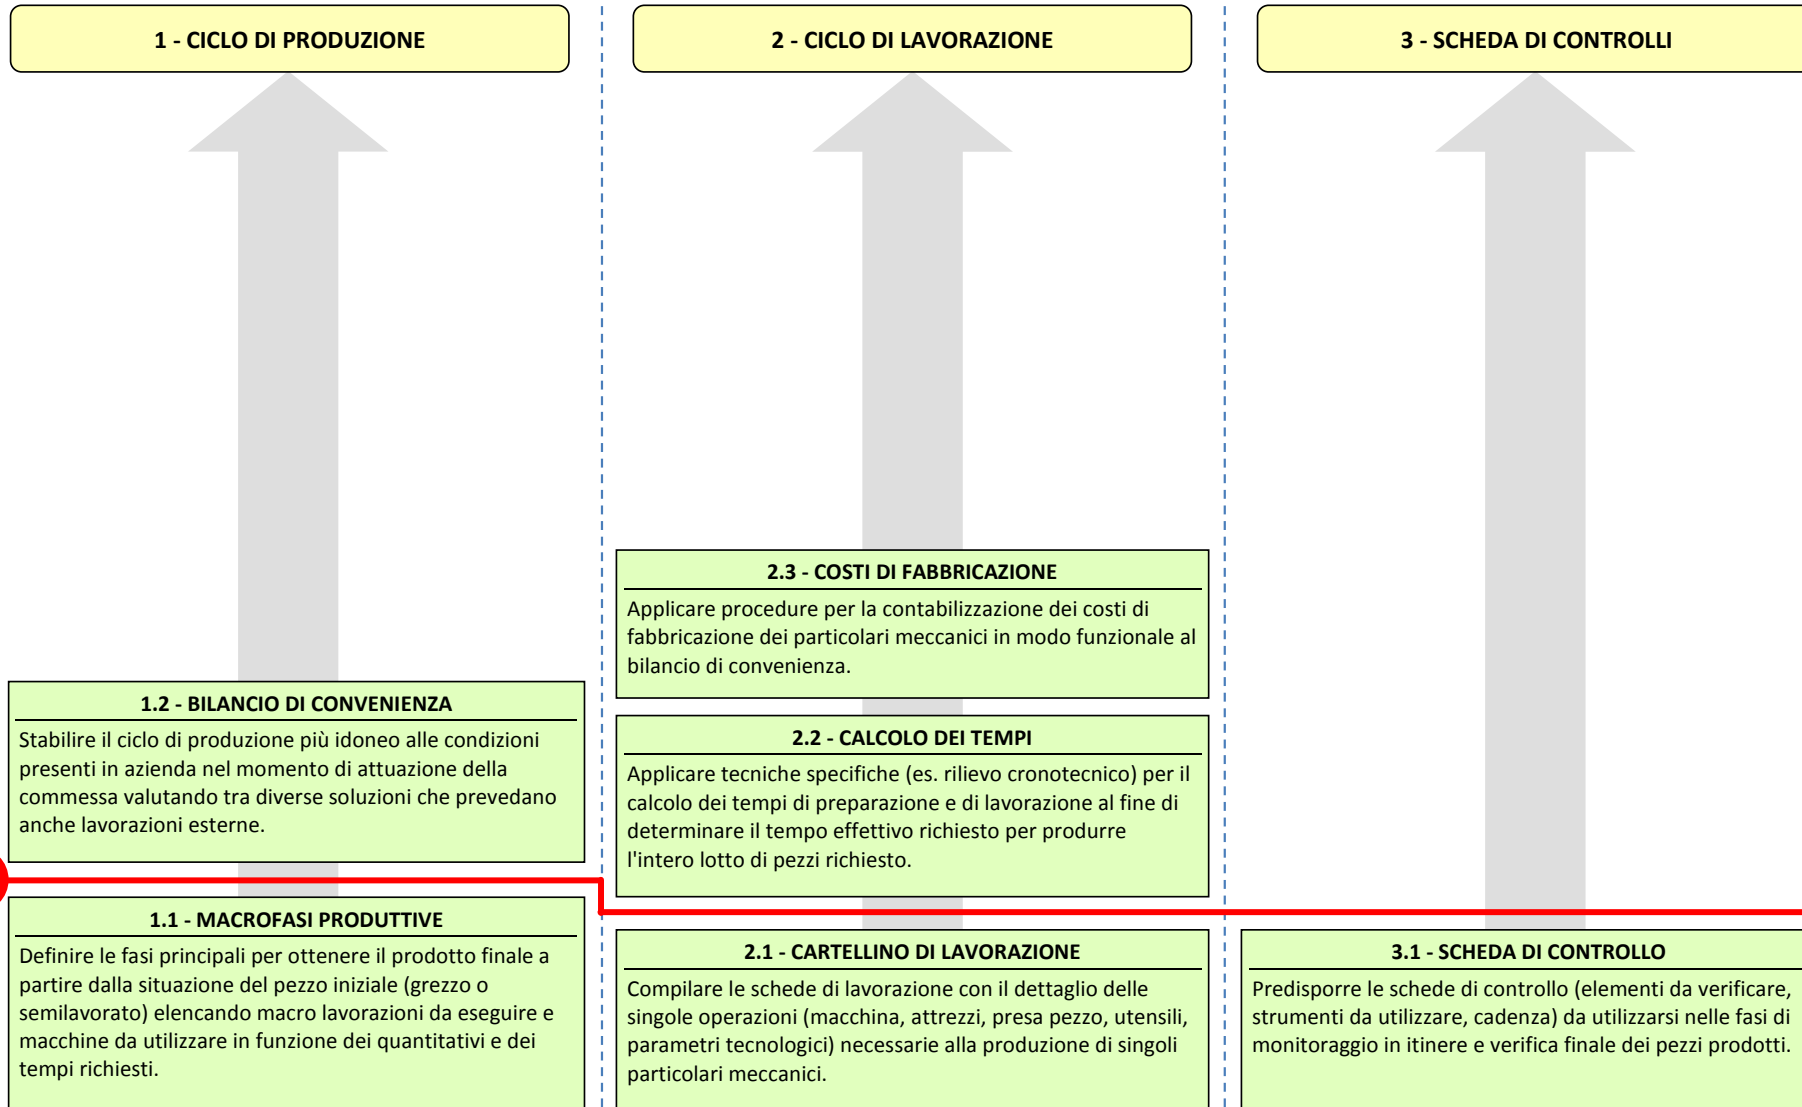 1 - CICLO DI PRODUZIONE
2 - CICLO DI LAVORAZIONE
3 - SCHEDA DI CONTROLLI
2.3 - COSTI DI FABBRICAZIONE
Applicare procedure per la contabilizzazione dei costi di
fabbricazione dei particolari meccanici in modo funzionale al
bilancio di convenienza.
1.2 - BILANCIO DI CONVENIENZA
Stabilire il ciclo di produzione più idoneo alle condizioni
presenti in azienda nel momento di attuazione della
commessa valutando tra diverse soluzioni che prevedano
anche lavorazioni esterne.
2.2 - CALCOLO DEI TEMPI
Applicare tecniche specifiche (es. rilievo cronotecnico) per il
calcolo dei tempi di preparazione e di lavorazione al fine di
determinare il tempo effettivo richiesto per produrre
l'intero lotto di pezzi richiesto.
1.1 - MACROFASI PRODUTTIVE
Definire le fasi principali per ottenere il prodotto finale a
partire dalla situazione del pezzo iniziale (grezzo o
semilavorato) elencando macro lavorazioni da eseguire e
macchine da utilizzare in funzione dei quantitativi e dei
tempi richiesti.
2.1 - CARTELLINO DI LAVORAZIONE
Compilare le schede di lavorazione con il dettaglio delle
singole operazioni (macchina, attrezzi, presa pezzo, utensili,
parametri tecnologici) necessarie alla produzione di singoli
particolari meccanici.
3.1 - SCHEDA DI CONTROLLO
Predisporre le schede di controllo (elementi da verificare,
strumenti da utilizzare, cadenza) da utilizzarsi nelle fasi di
monitoraggio in itinere e verifica finale dei pezzi prodotti.